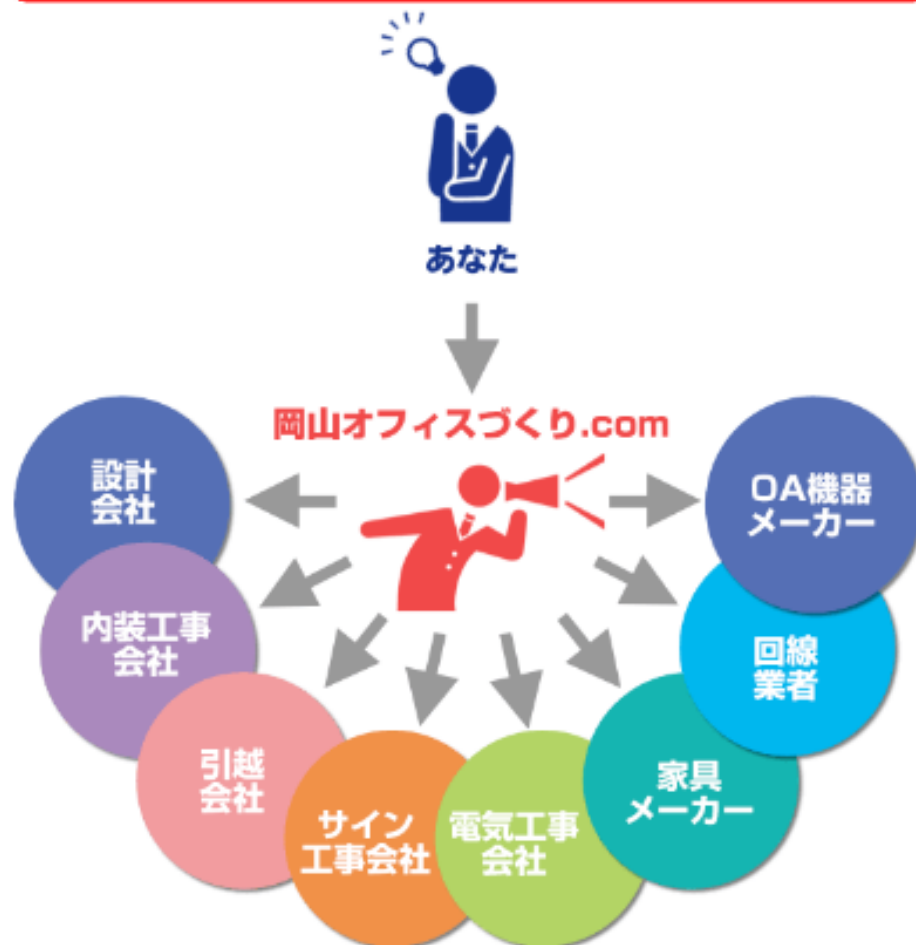 あなた
岡山オフィスづくり.com
設計
会社
OA機器
メーカー
内装工事
会社
回線
業者
引越
会社
家具
メーカー
サイン
工事会社
電気工事
会社